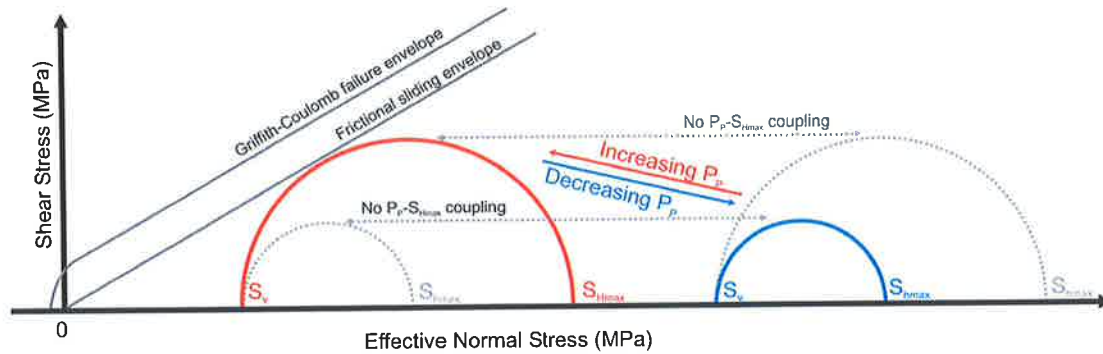 Shear Stress (MPa)
Griffith-Coulomb failure envelope
Frictional sliding envelope
No PP-SHmax coupling
Increasing PP
Decreasing PP
No PP-SHmax coupling
Sv
Shmax
SHmax
Sv
Shmax
Shmax
0
Effective Normal Stress (MPa)